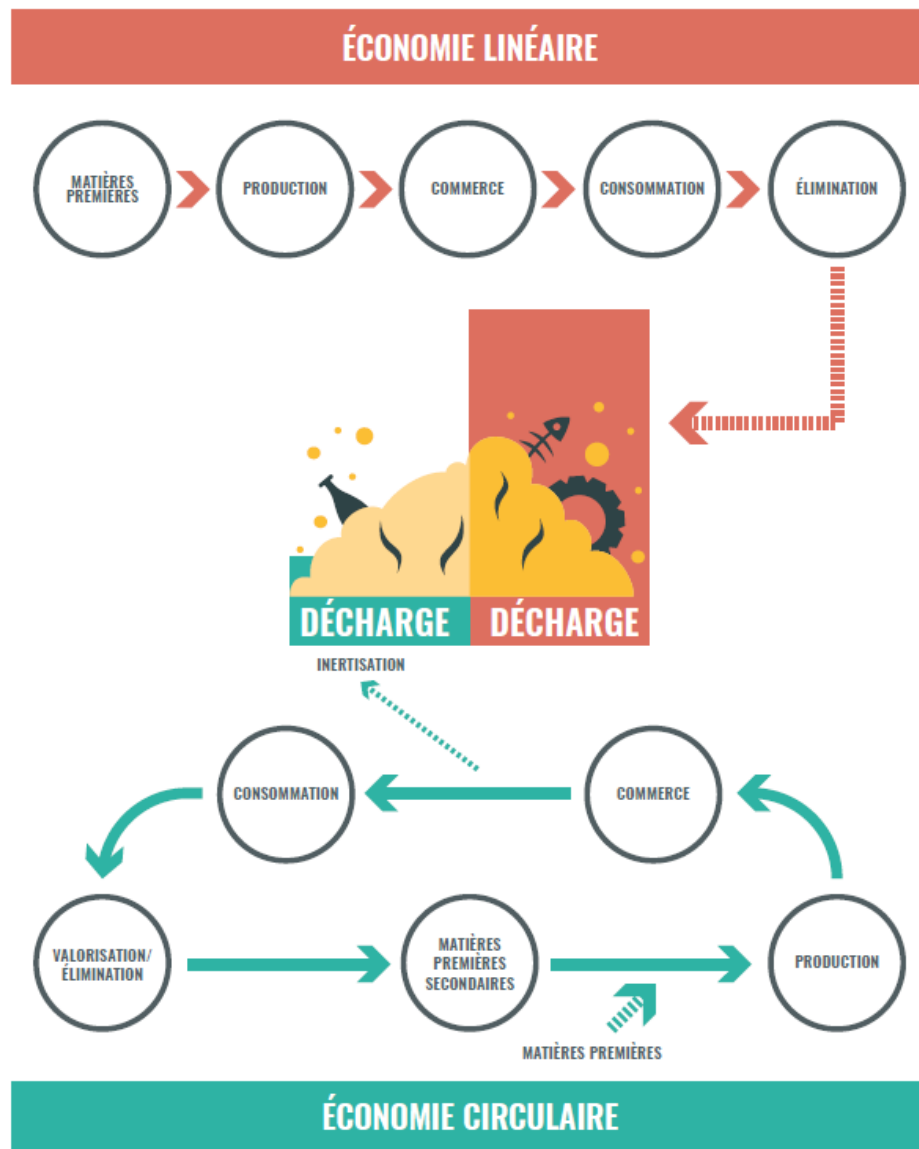 ÉCONOMIE LINÉAIRE
MATIÈRES
PREMIÈRES
PRODUCTION
COMMERCE
CONSOMMATION
ÉLIMINATION
DÉCHARGE
DÉCHARGE
INERTISATION
CONSOMMATION
COMMERCE
VALORISATION/
ÉLIMINATION
MATIÈRES
PREMIÈRES
SECONDAIRES
PRODUCTION
MATIÈRES PREMIÈRES
ÉCONOMIE CIRCULAIRE